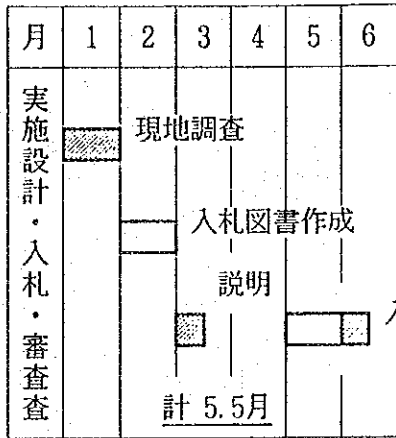 月 1 2 3 4 5 6
実施設計・入札・審査査
現地調査
入札図書作成
説明
計 5.5月